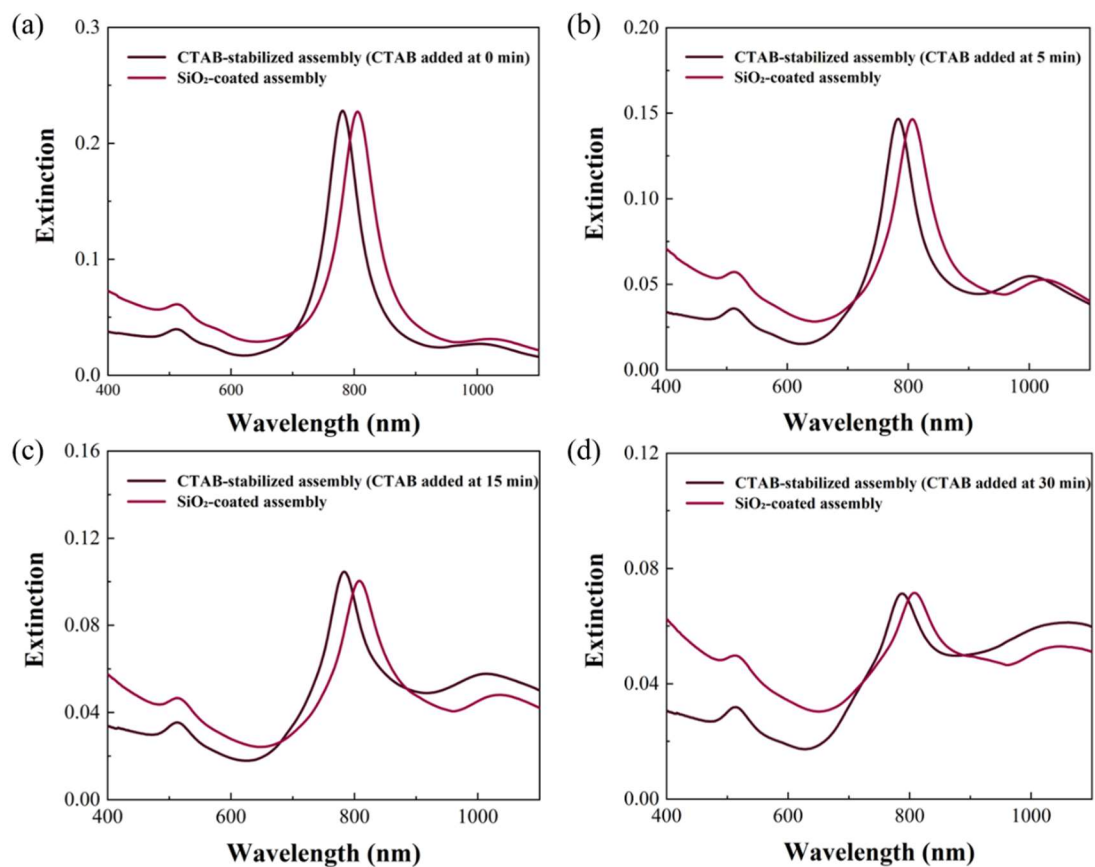 (a)
0.3
CTAB-stabilized assembly (CTAB added at 0 min)
SiO₂-coated assembly
0.2
Extinction
0.1
0.0
400 600 800 1000
Wavelength (nm)
(b)
0.20
CTAB-stabilized assembly (CTAB added at 5 min)
SiO₂-coated assembly
0.15
Extinction
0.10
0.05
0.00
400 600 800 1000
Wavelength (nm)
(c)
0.16
CTAB-stabilized assembly (CTAB added at 15 min)
SiO₂-coated assembly
0.12
Extinction
0.08
0.04
0.00
400 600 800 1000
Wavelength (nm)
(d)
0.12
CTAB-stabilized assembly (CTAB added at 30 min)
SiO₂-coated assembly
0.08
Extinction
0.04
0.00
400 600 800 1000
Wavelength (nm)